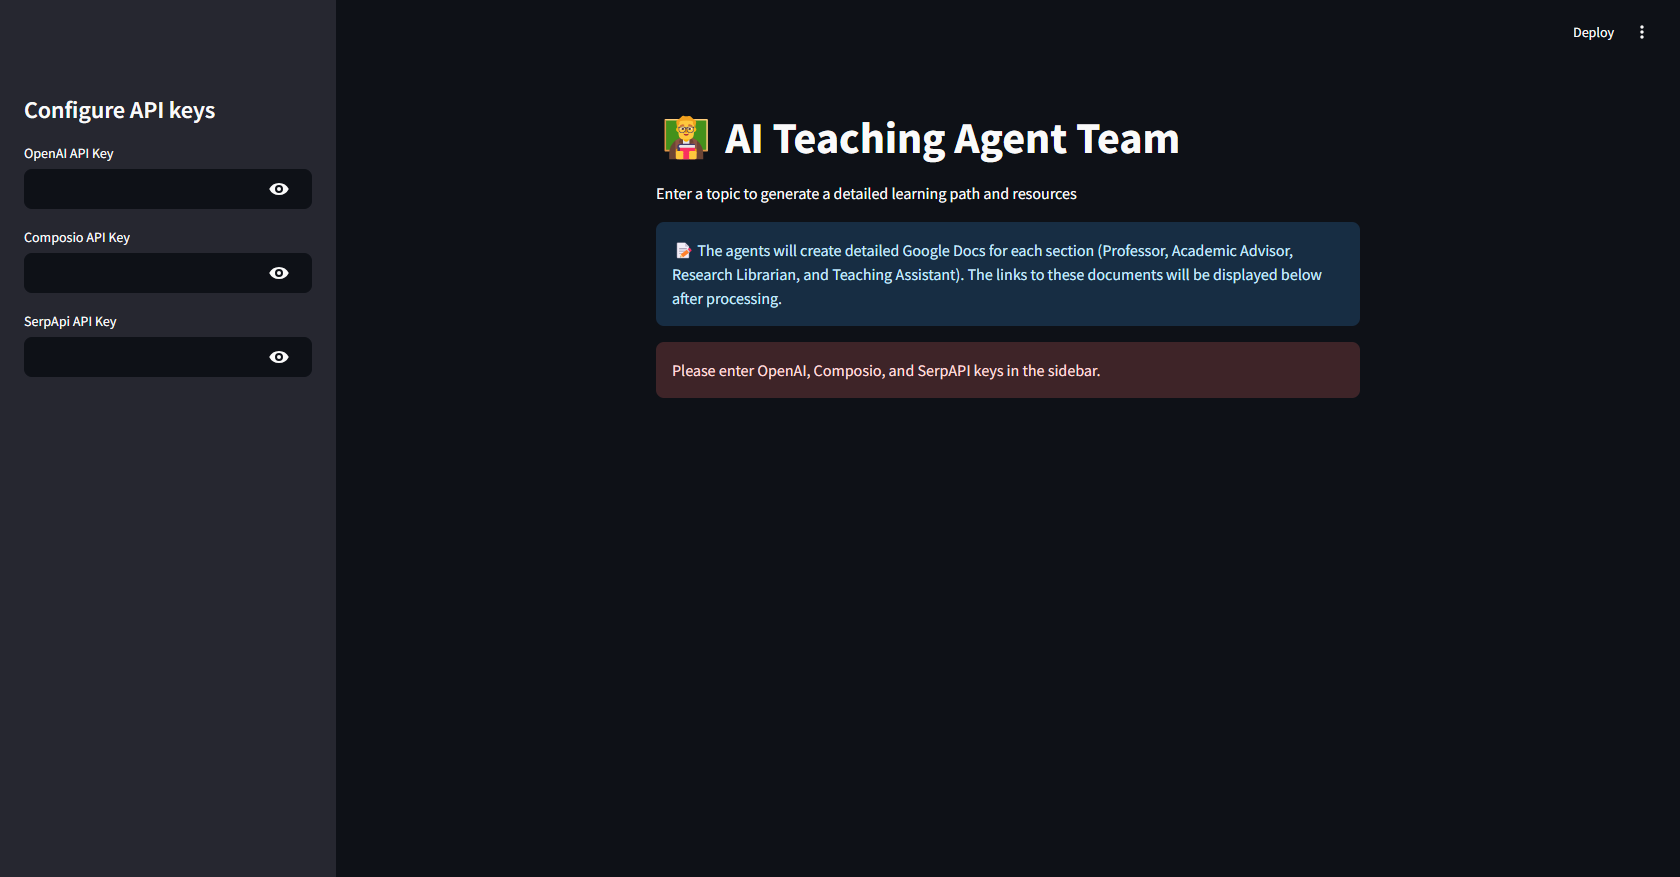 Deploy
Configure API keys
OpenAI API Key
Composio API Key
SerpApi API Key
AI Teaching Agent Team
Enter a topic to generate a detailed learning path and resources
The agents will create detailed Google Docs for each section (Professor, Academic Advisor,
Research Librarian, and Teaching Assistant). The links to these documents will be displayed below
after processing.
Please enter OpenAI, Composio, and SerpAPI keys in the sidebar.